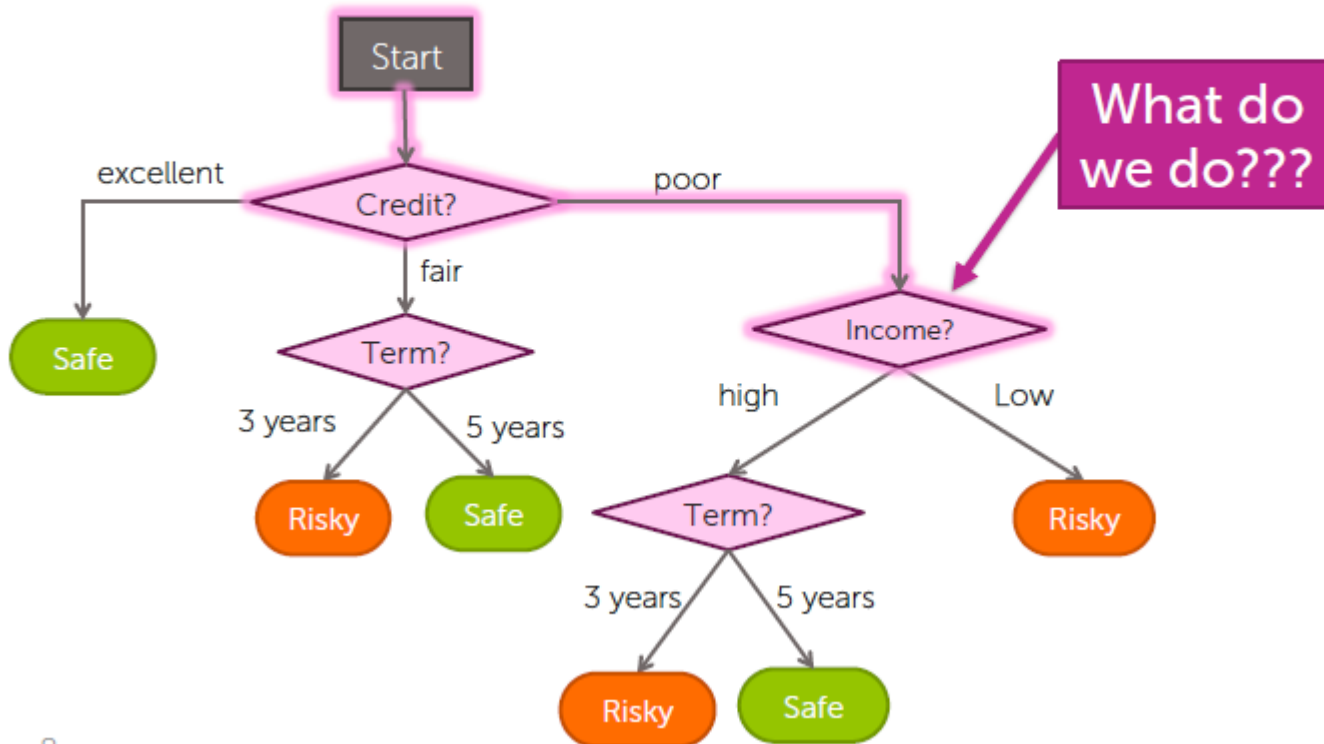 Start
What do
we do???
excellent
Credit?
poor
fair
Safe
Term?
Income?
3 years
5 years
high
Low
Risky
Safe
Term?
Risky
3 years
5 years
Risky
Safe